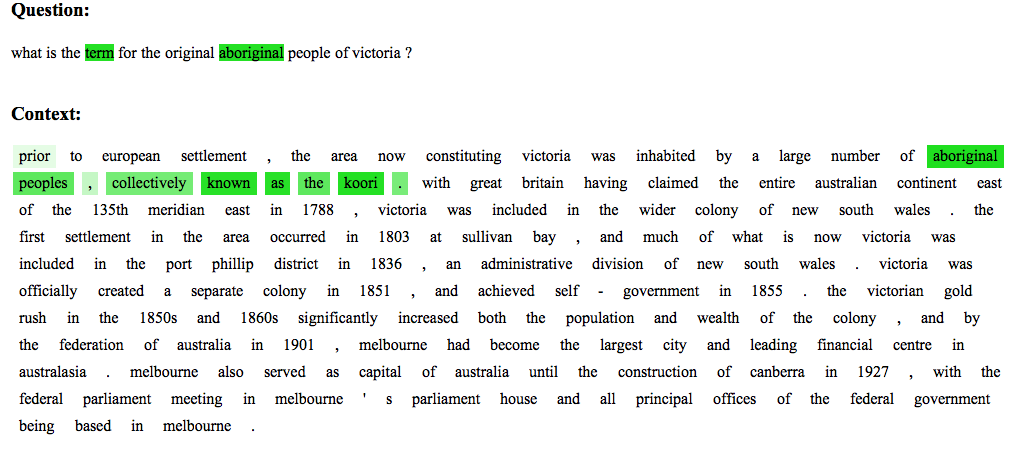 Question:
what is the term for the original aboriginal people of victoria ?
Context:
prior to european settlement , the area now constituting victoria was inhabited by a large number of aboriginal
peoples , collectively known as the koori . with great britain having claimed the entire australian continent east
of the 135th meridian east in 1788 , victoria was included in the wider colony of new south wales . the
first settlement in the area occurred in 1803 at sullivan bay , and much of what is now victoria was
included in the port phillip district in 1836 , an administrative division of new south wales . victoria was
officially created a separate colony in 1851 , and achieved self - government in 1855 . the victorian gold
rush in the 1850s and 1860s significantly increased both the population and wealth of the colony , and by
the federation of australia in 1901 , melbourne had become the largest city and leading financial centre in
australasia . melbourne also served as capital of australia until the construction of canberra in 1927 , with the
federal parliament meeting in melbourne ' s parliament house and all principal offices of the federal government
being based in melbourne .